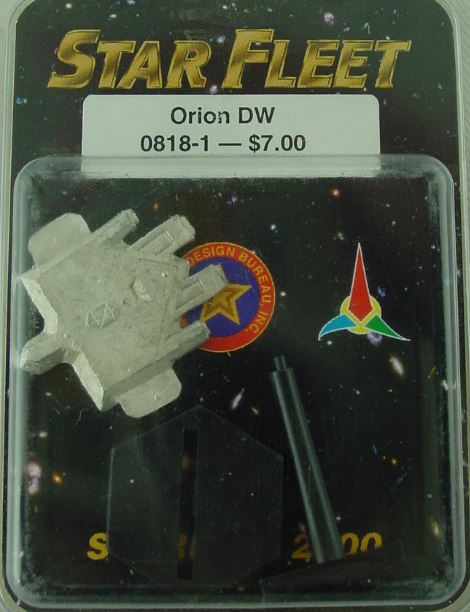 STAR FLEET
Orion DW
0818-1 — $7.00
DESIGN BUREAU, INC.